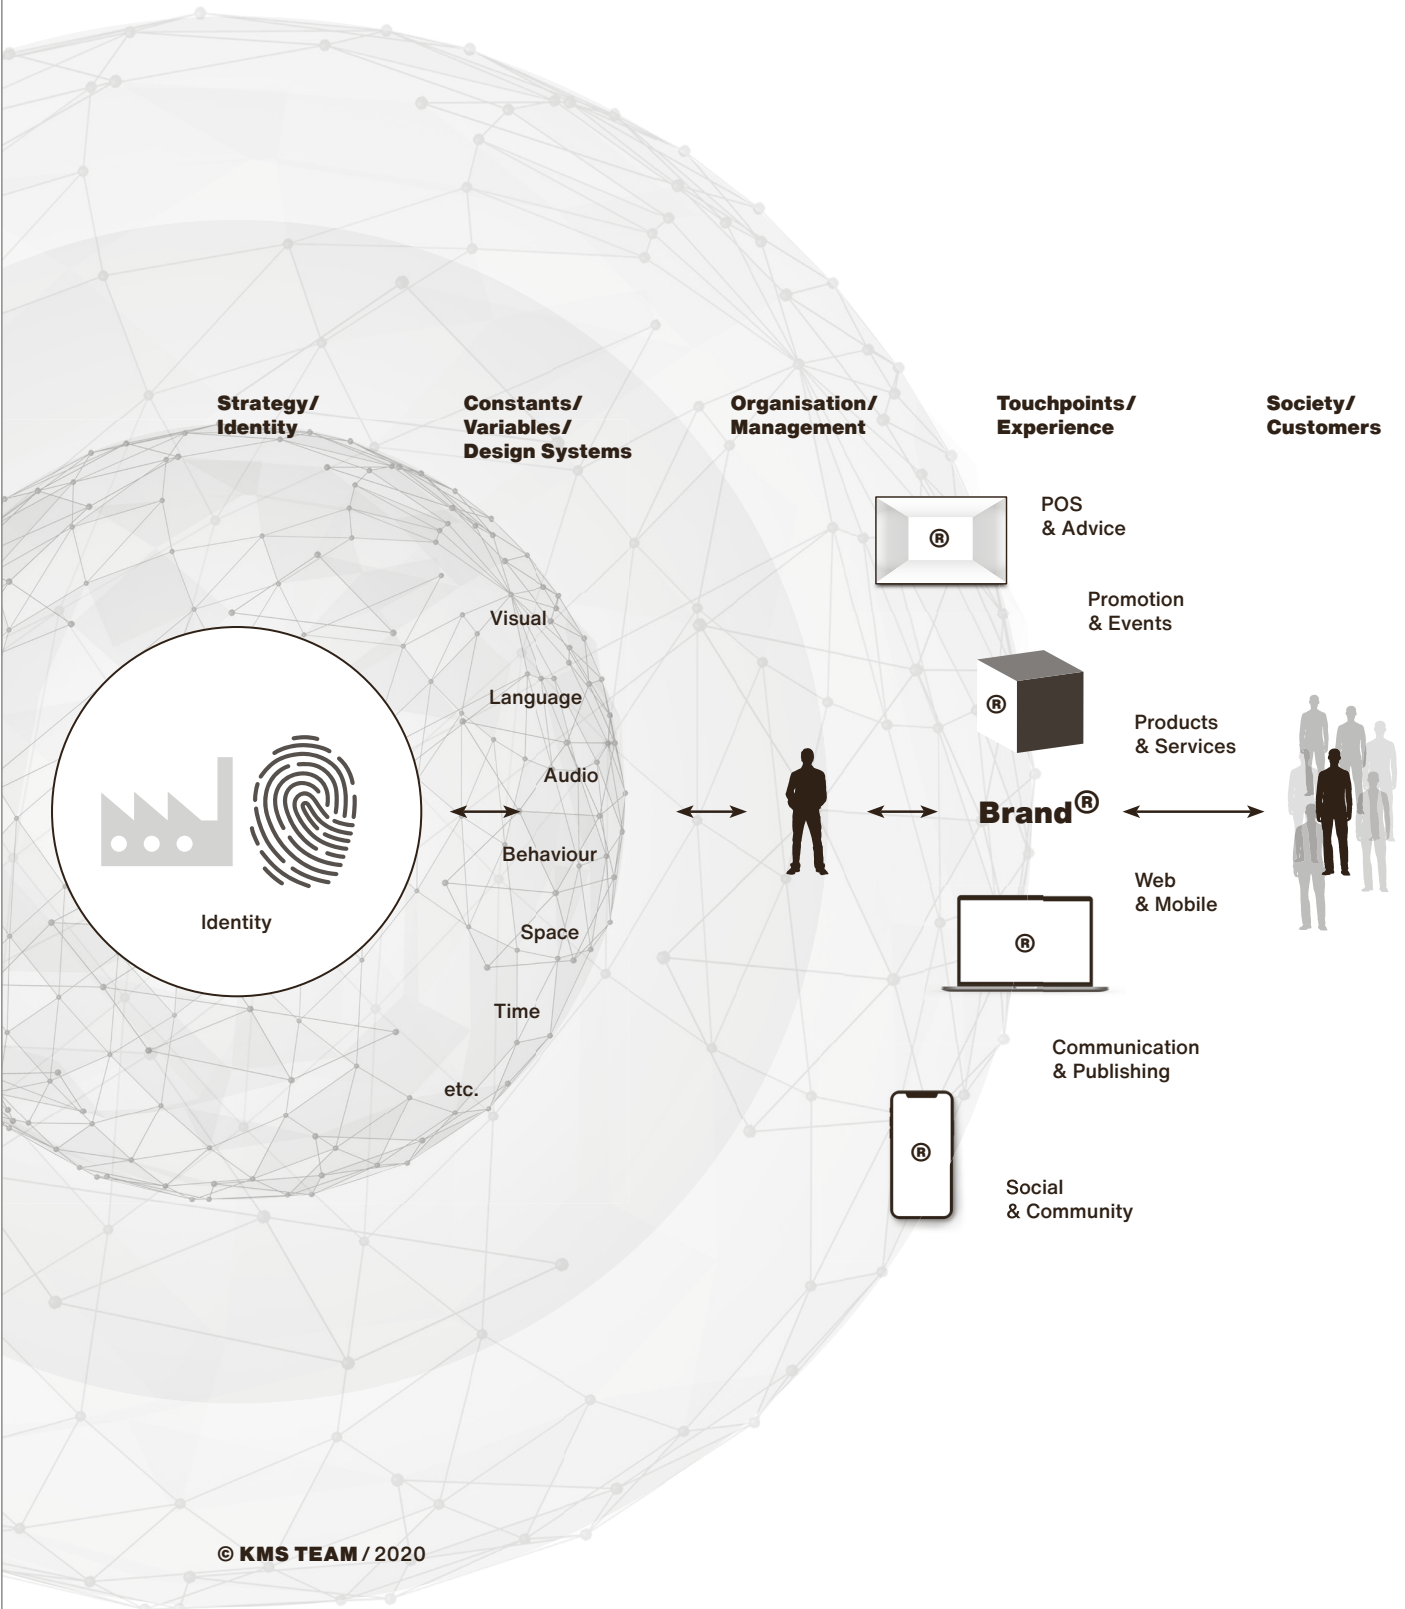 Strategy/
Identity
Constants/
Variables/
Design Systems
Organisation/
Management
Touchpoints/
Experience
Society/
Customers
®
POS
& Advice
Promotion
& Events
Visual
Language
®
Products
& Services
Audio
Brand®
Behaviour
Web
& Mobile
Identity
Space
®
Time
Communication
& Publishing
etc.
®
Social
& Community
© KMS TEAM / 2020